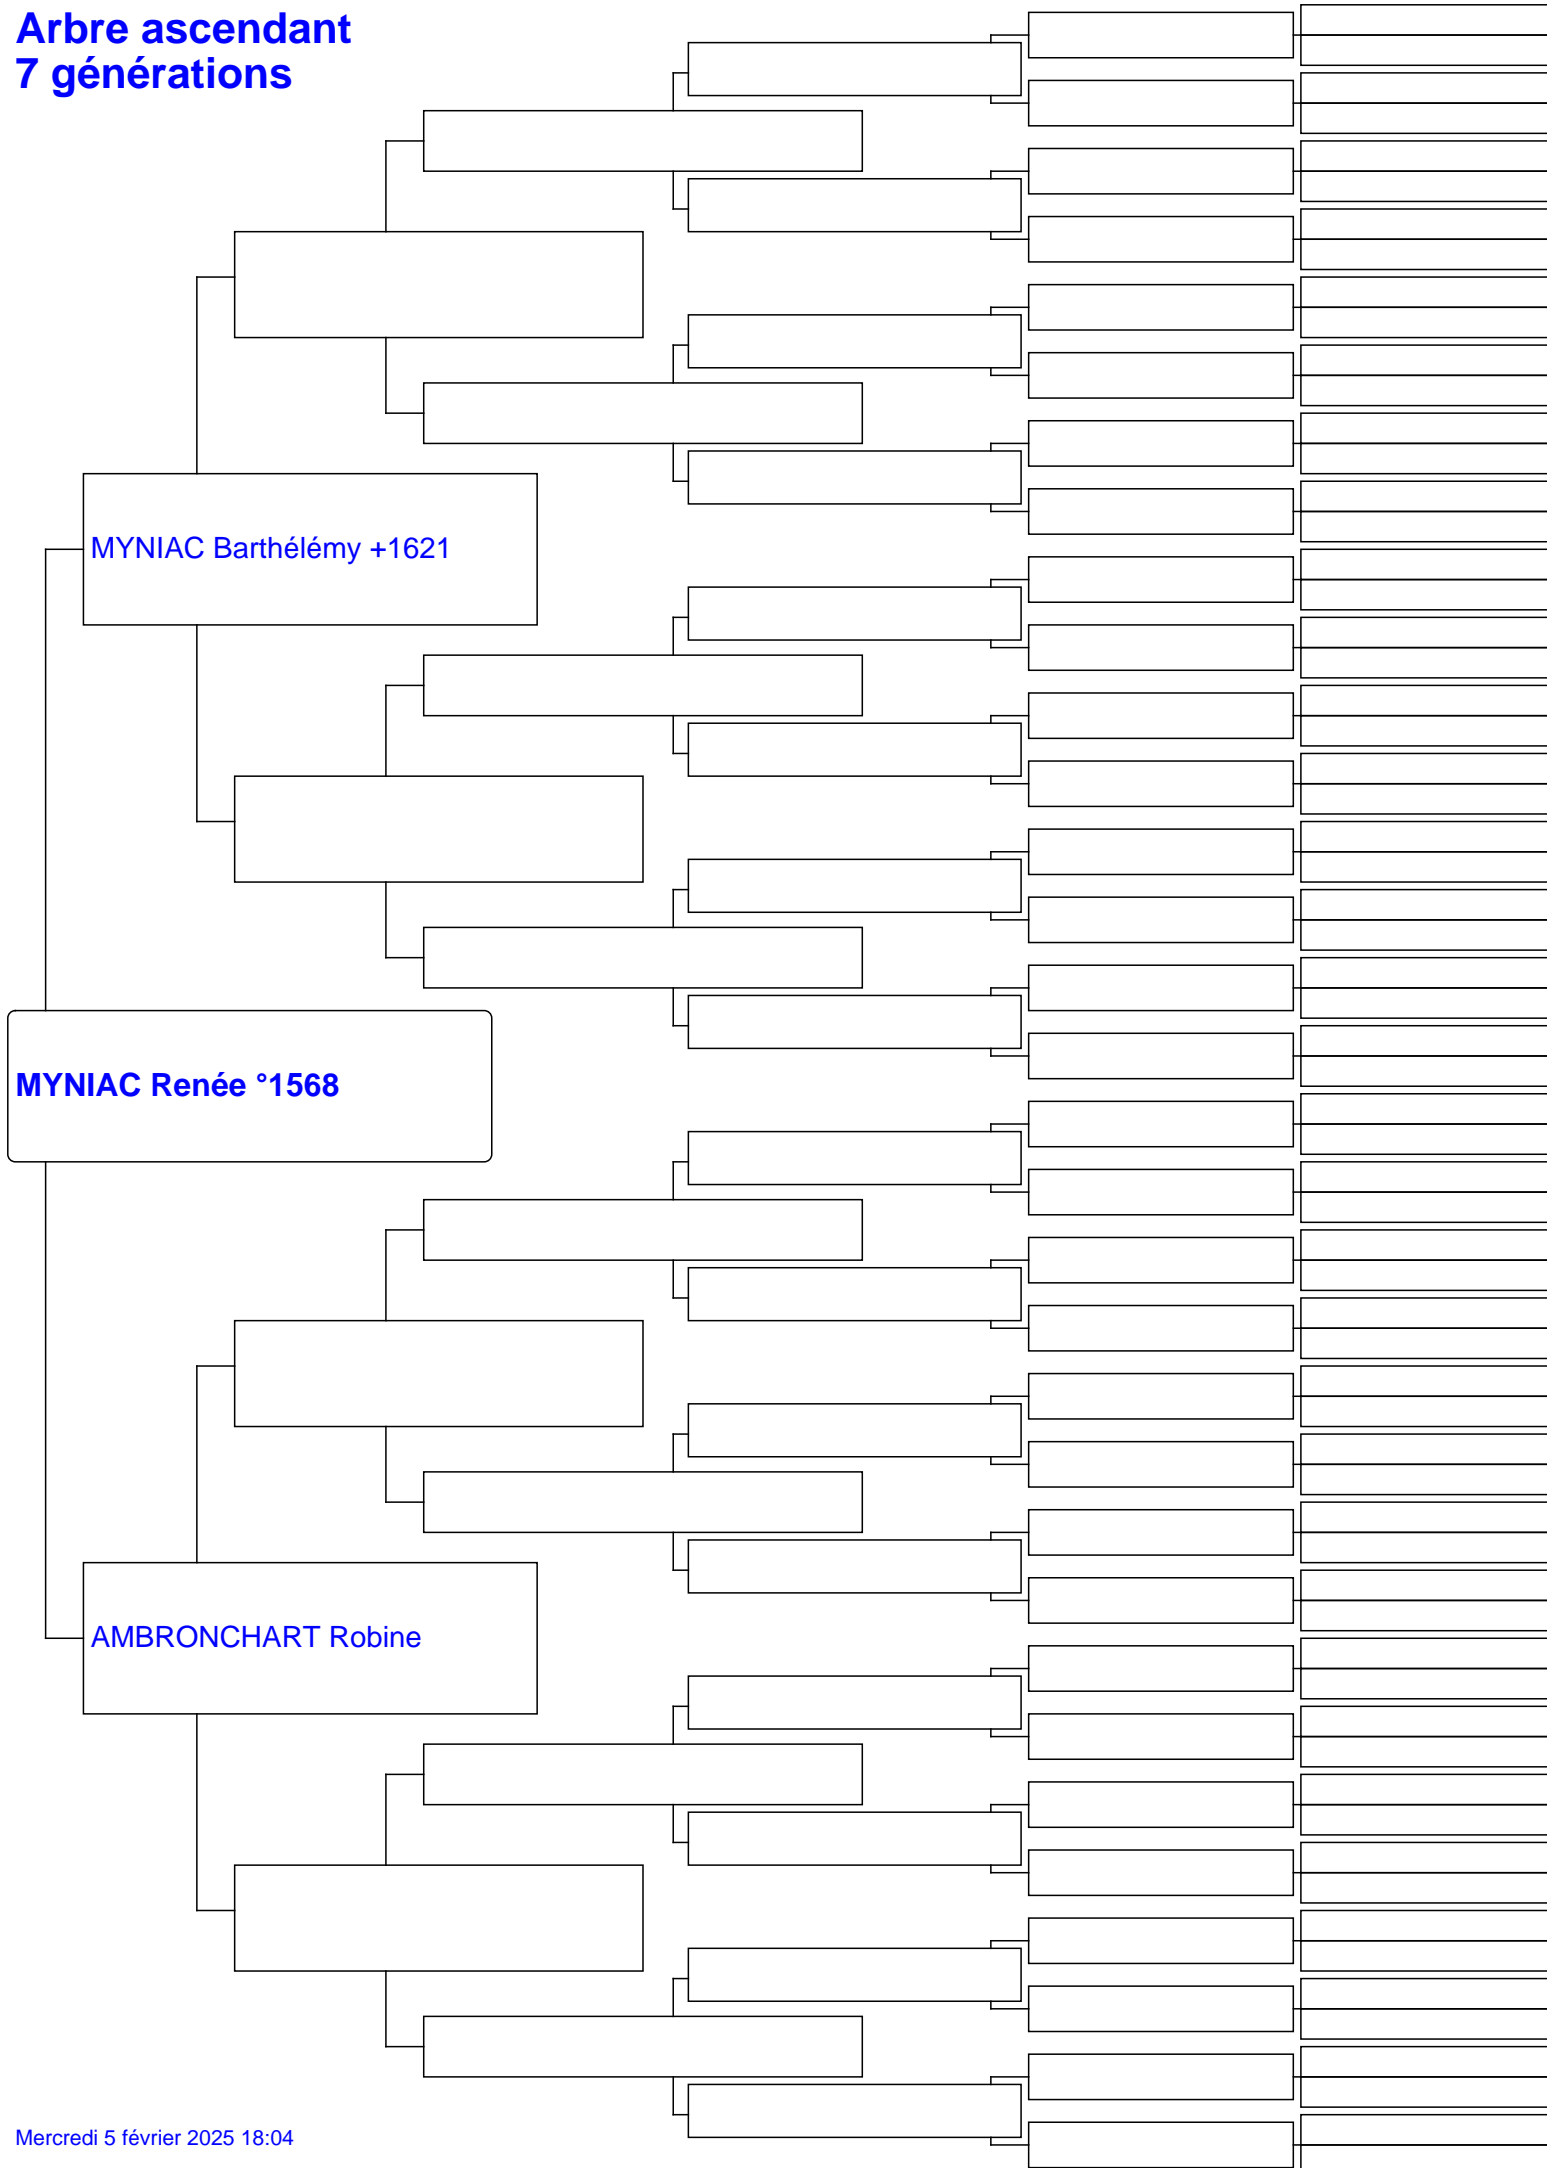 Arbre ascendant
7 générations
MYNIAC Barthélémy +1621
MYNIAC Renée °1568
AMBRONCHART Robine
Mercredi 5 février 2025 18:04